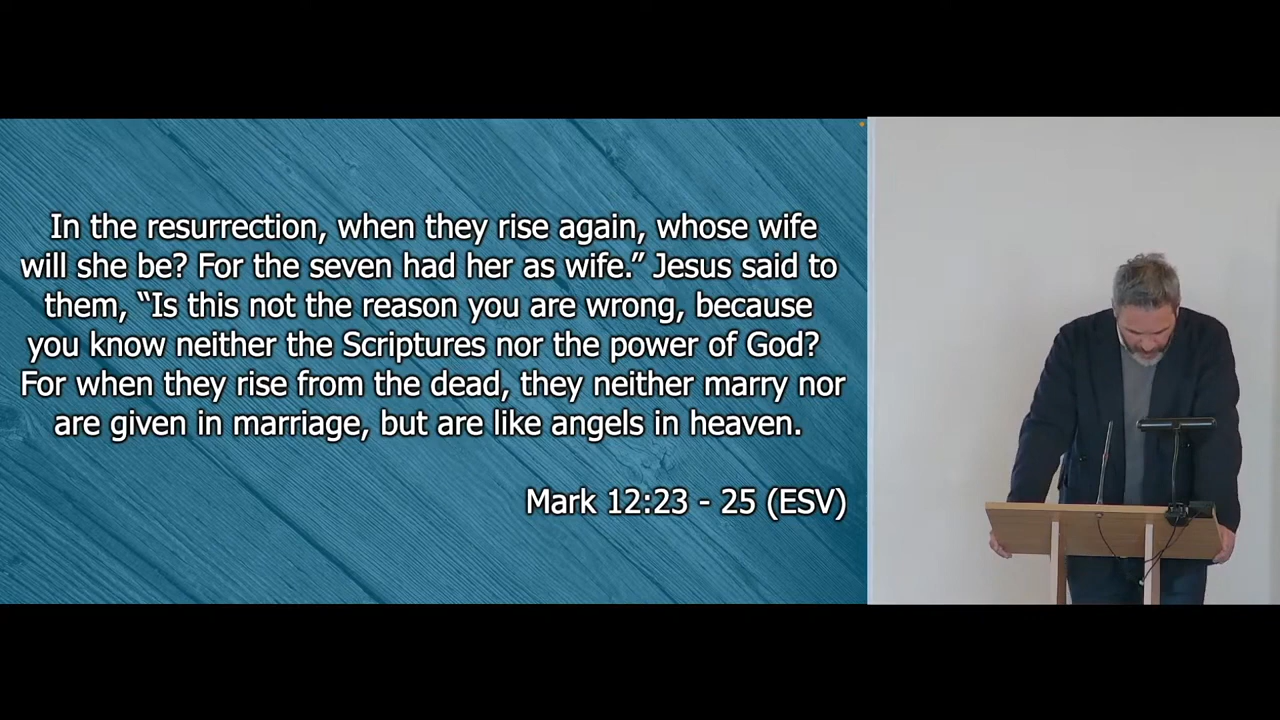 In the resurrection, when they rise again, whose wife
will she be? For the seven had her as wife.” Jesus said to
them, “Is this not the reason you are wrong, because
you know neither the Scriptures nor the power of God?
For when they rise from the dead, they neither marry nor
are given in marriage, but are like angels in heaven.
Mark 12:23 - 25 (ESV)